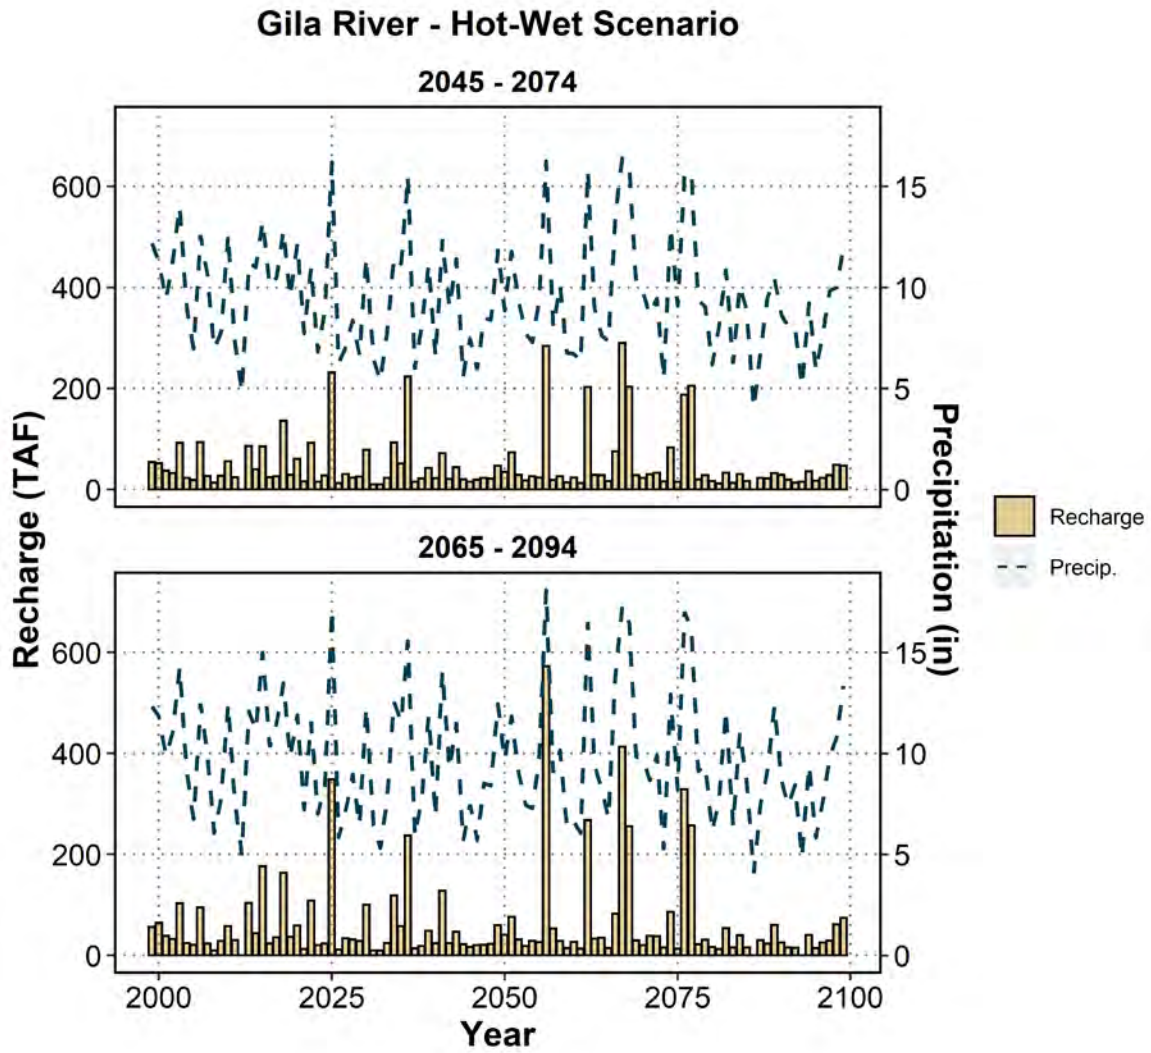 Gila River - Hot-Wet Scenario
2045 - 2074
600
400
200
0
15
10
5
0
2065 - 2094
600
400
200
0
15
10
5
0
2000 2025 2050 2075 2100
Year
Recharge (TAF)
Precipitation (in)
Recharge
Precip.